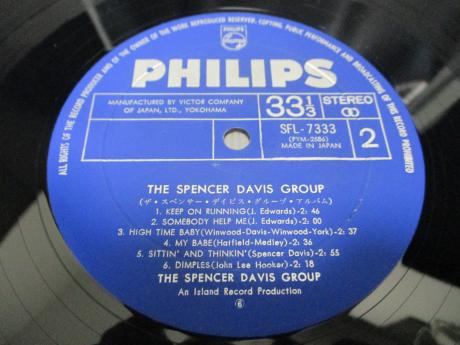 ALL RIGHTS OF THE RECORD PRODUCER AND OF THE OWNER OF THE WORK REPRODUCED RESERVED. COPYING, PUBLIC PERFORMANCE AND BROADCASTING OF THIS RECORD PROHIBITED
PHILIPS
PHILIPS
MANUFACTURED BY VICTOR COMPANY
OF JAPAN, LTD., YOKOHAMA
33 1/3
STEREO
SFL-7333
(PYM-2686)
MADE IN JAPAN
2
THE SPENCER DAVIS GROUP
(ザ・スペンサー・デイビス・グループ・アルバム)
1. KEEP ON RUNNING(J. Edwards)-2: 46
2. SOMEBODY HELP ME(J. Edwards)-2: 00
3. HIGH TIME BABY(Winwood-Davis-Winwood-York)-2: 37
4. MY BABE(Hatfield-Medley)-2: 36
5. SITTIN' AND THINKIN'(Spencer Davis)-2: 55
6. DIMPLES(John Lee Hooker)-2: 18
THE SPENCER DAVIS GROUP
An Island Record Production